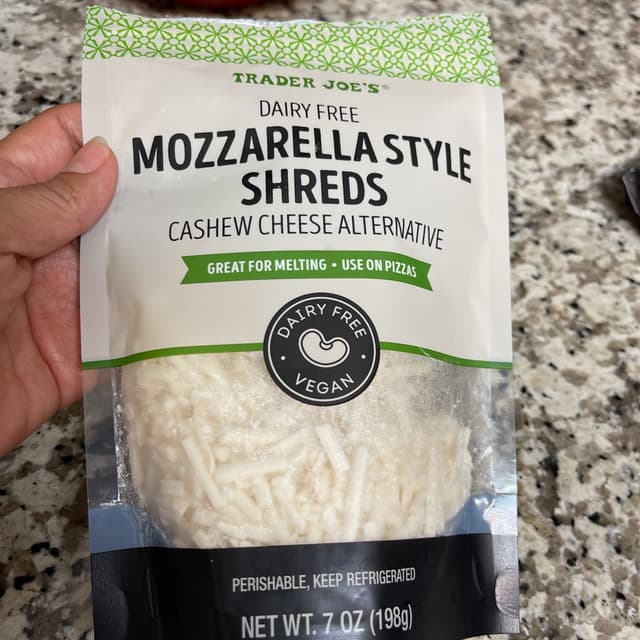 TRADER JOE'S®
DAIRY FREE
MOZZARELLA STYLE
SHREDS
CASHEW CHEESE ALTERNATIVE
GREAT FOR MELTING • USE ON PIZZAS
DAIRY FREE
VEGAN
PERISHABLE, KEEP REFRIGERATED
NET WT. 7 OZ (198g)